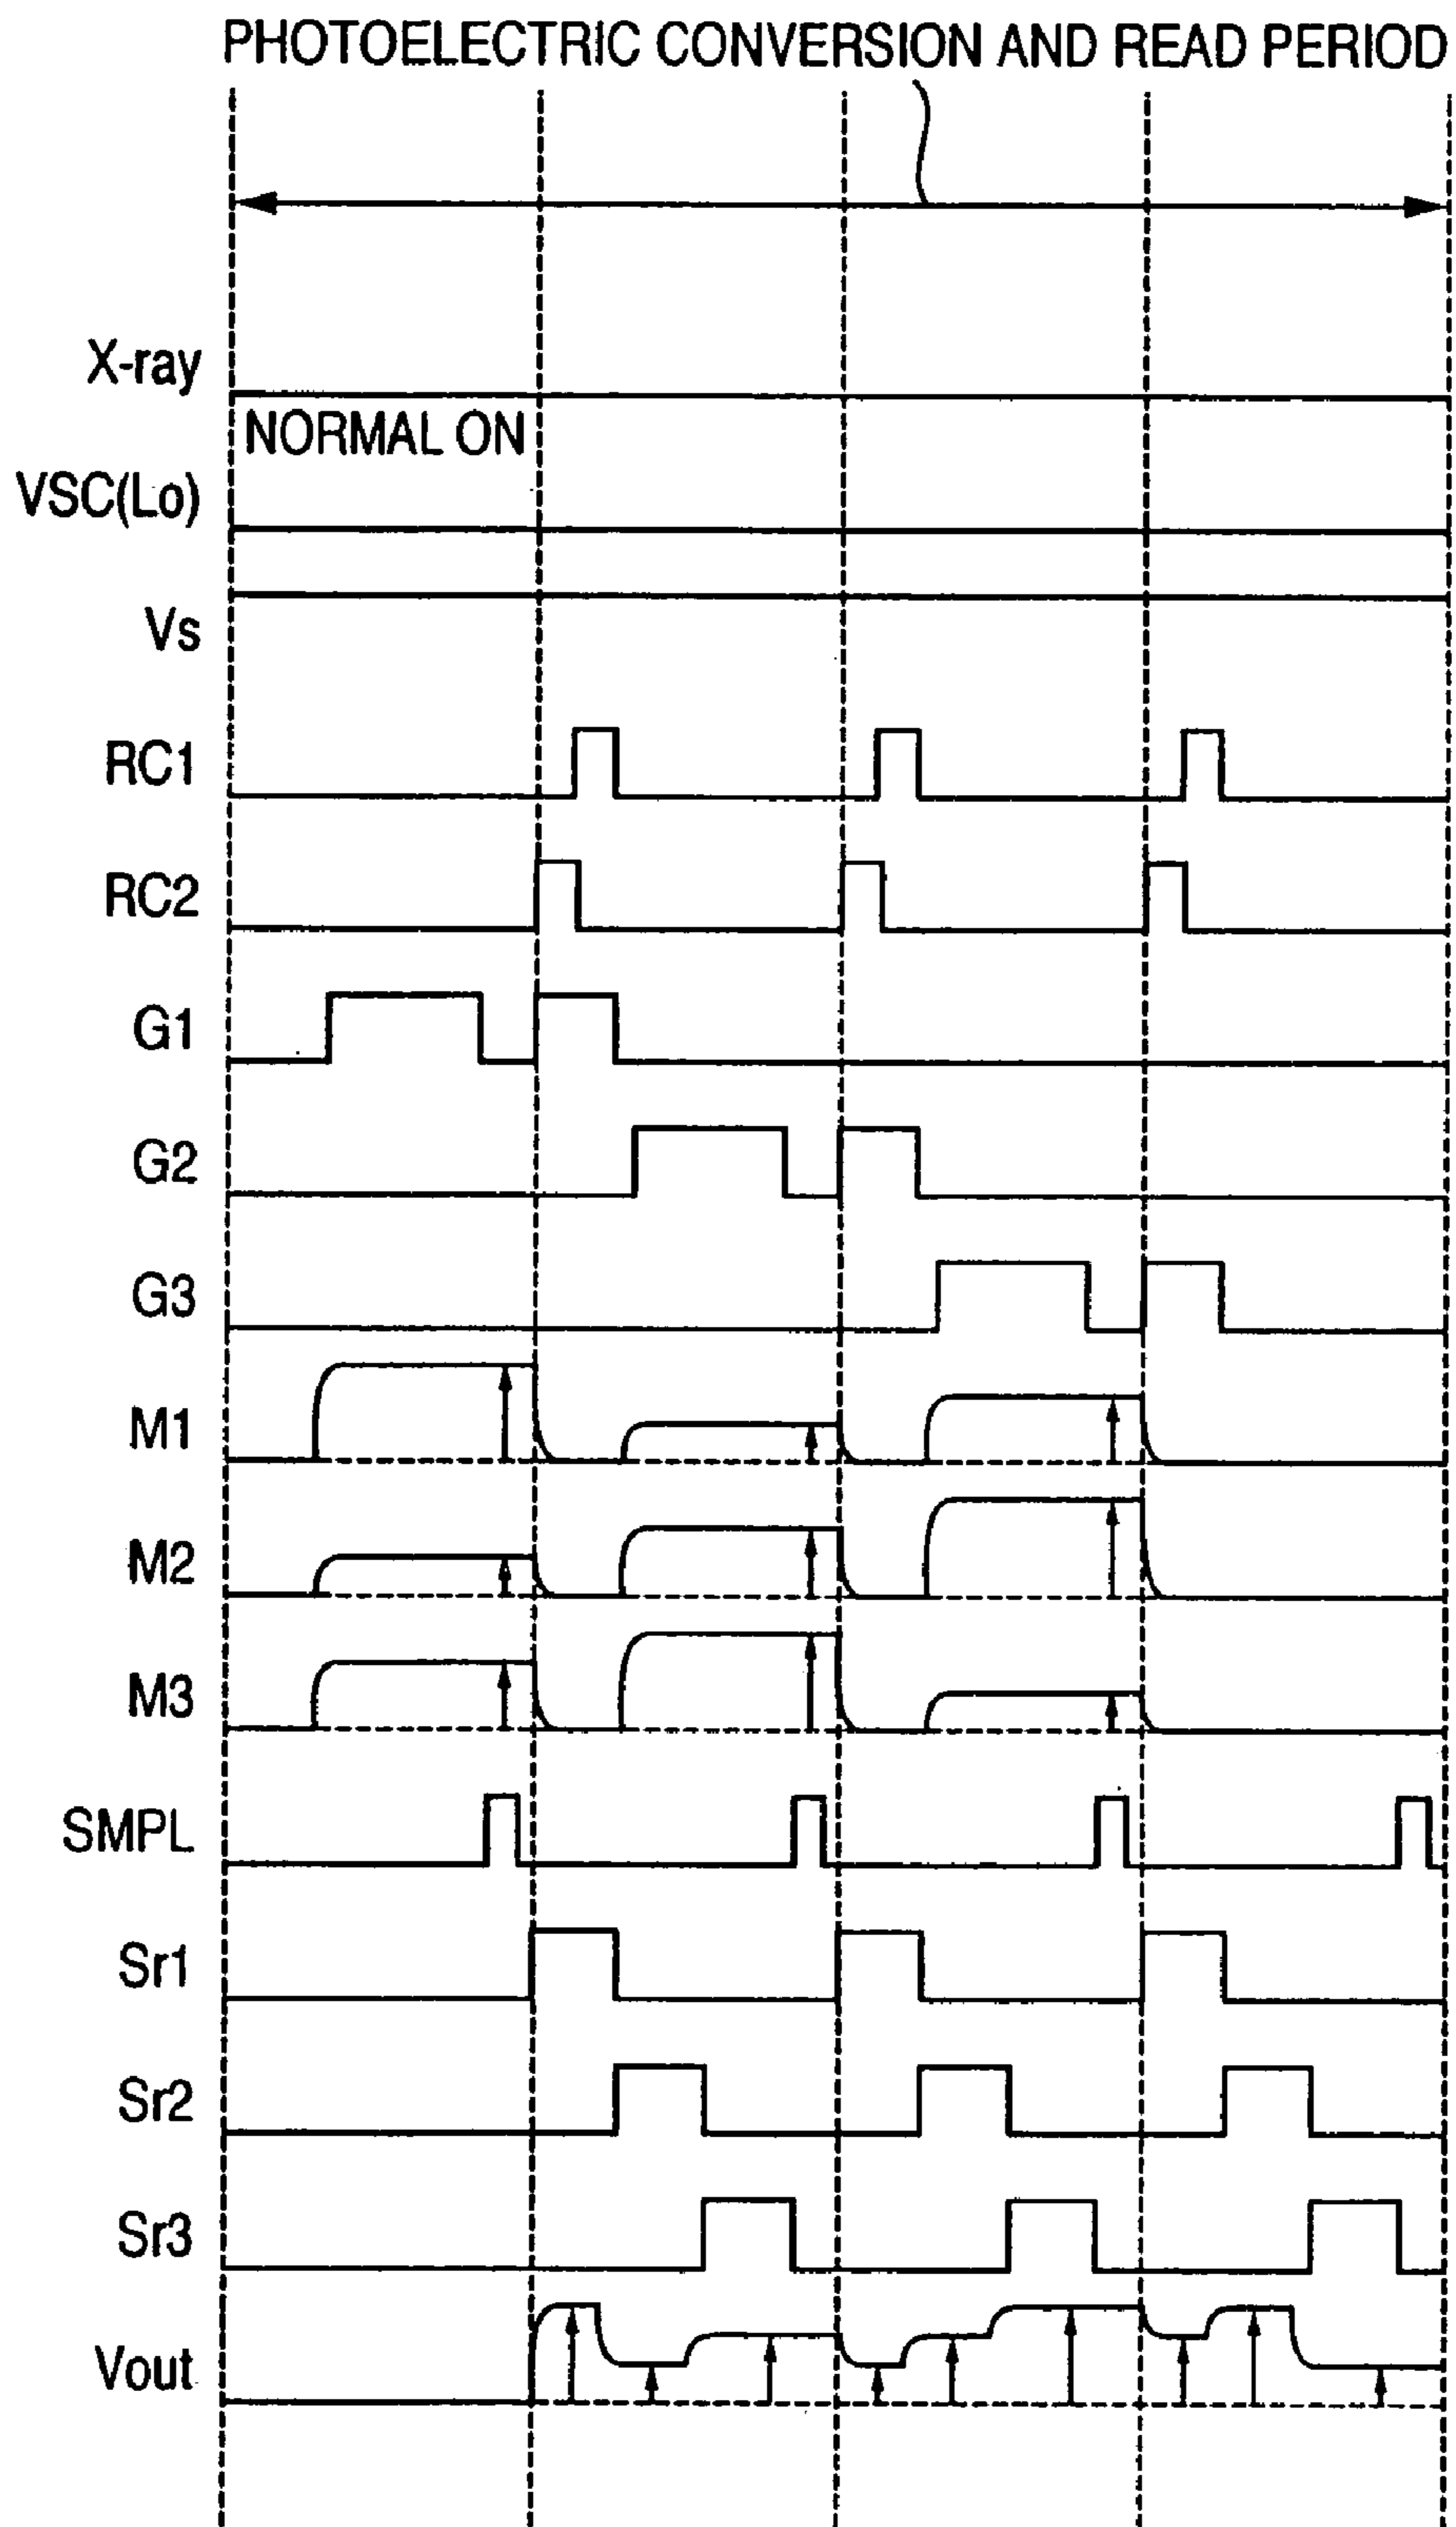 PHOTOELECTRIC CONVERSION AND READ PERIOD
X-ray
NORMAL ON
VSC(Lo)
Vs
RC1
RC2
G1
G2
G3
M1
M2
M3
SMPL
Sr1
Sr2
Sr3
Vout